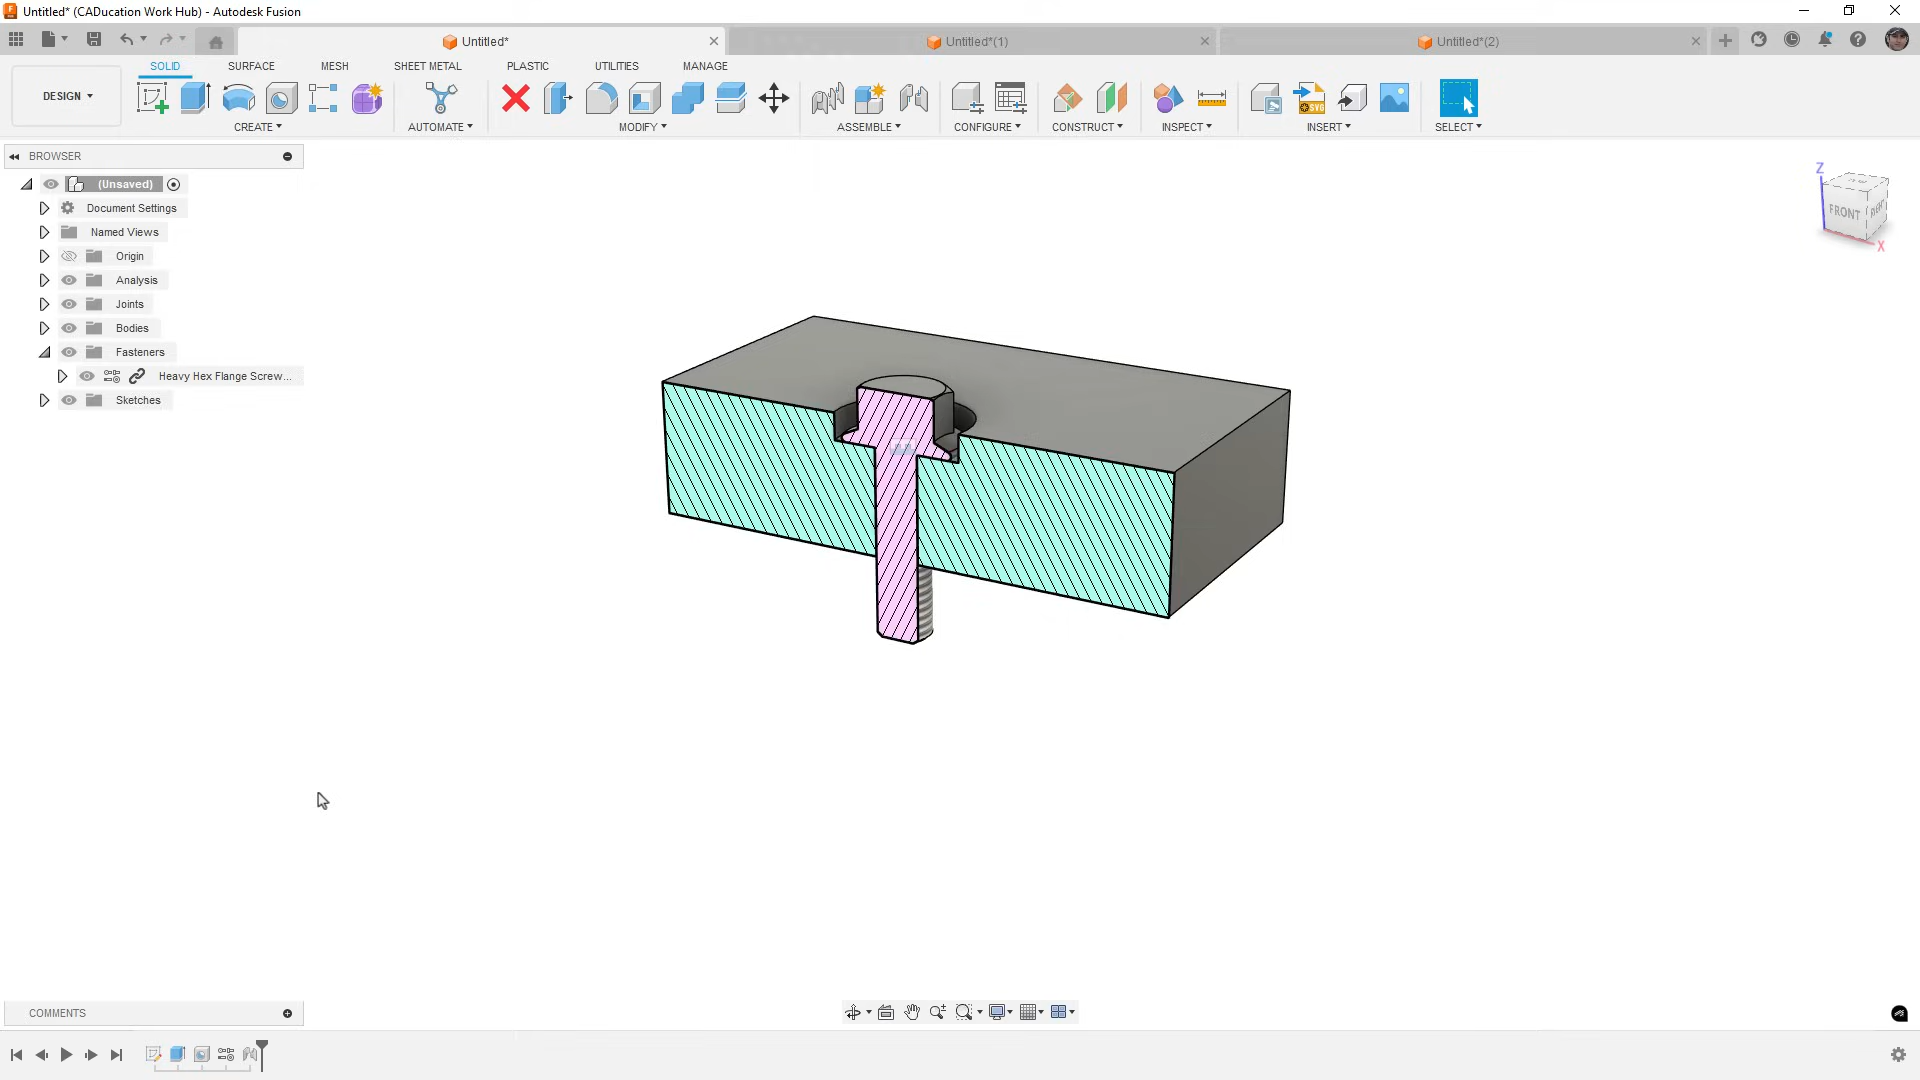 Untitled* (CADucation Work Hub) - Autodesk Fusion
Untitled*
Untitled*(1)
Untitled*(2)
SOLID
SURFACE
MESH
SHEET METAL
PLASTIC
UTILITIES
MANAGE
DESIGN
CREATE
AUTOMATE
MODIFY
ASSEMBLE
CONFIGURE
CONSTRUCT
INSPECT
INSERT
SELECT
BROWSER
(Unsaved)
Document Settings
Named Views
Origin
Analysis
Joints
Bodies
Fasteners
Heavy Hex Flange Screw...
Sketches
Z
FRONT
RIGHT
X
COMMENTS